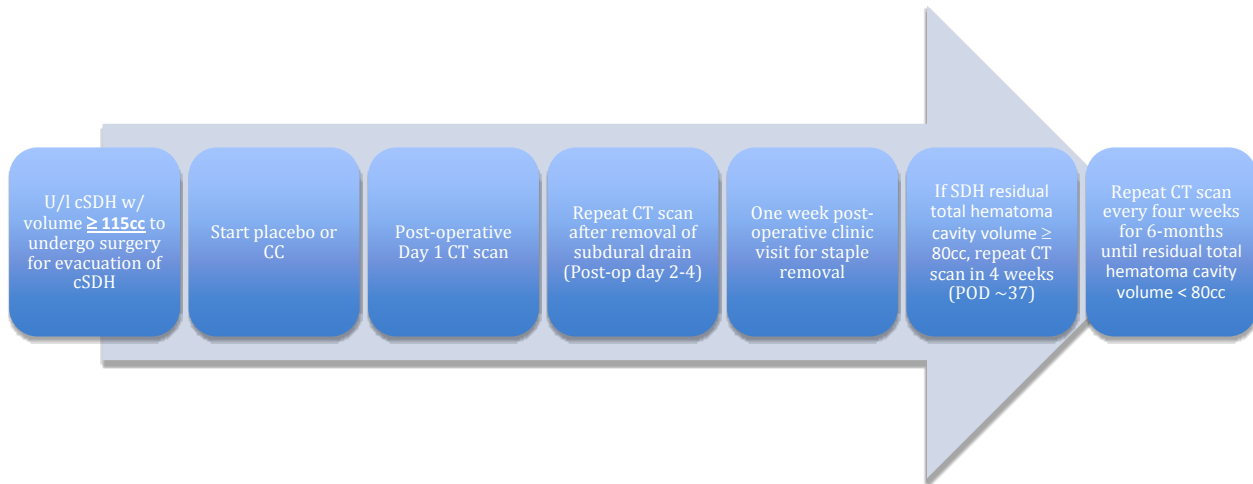 U/l cSDH w/
volume ≥ 115cc to
undergo surgery
for evacuation of
cSDH
Start placebo or
CC
Post-operative
Day 1 CT scan
Repeat CT scan
after removal of
subdural drain
(Post-op day 2-4)
One week post-
operative clinic
visit for staple
removal
If SDH residual
total hematoma
cavity volume ≥
80cc, repeat CT
scan in 4 weeks
(POD ~37)
Repeat CT scan
every four weeks
for 6-months
until residual total
hematoma cavity
volume < 80cc